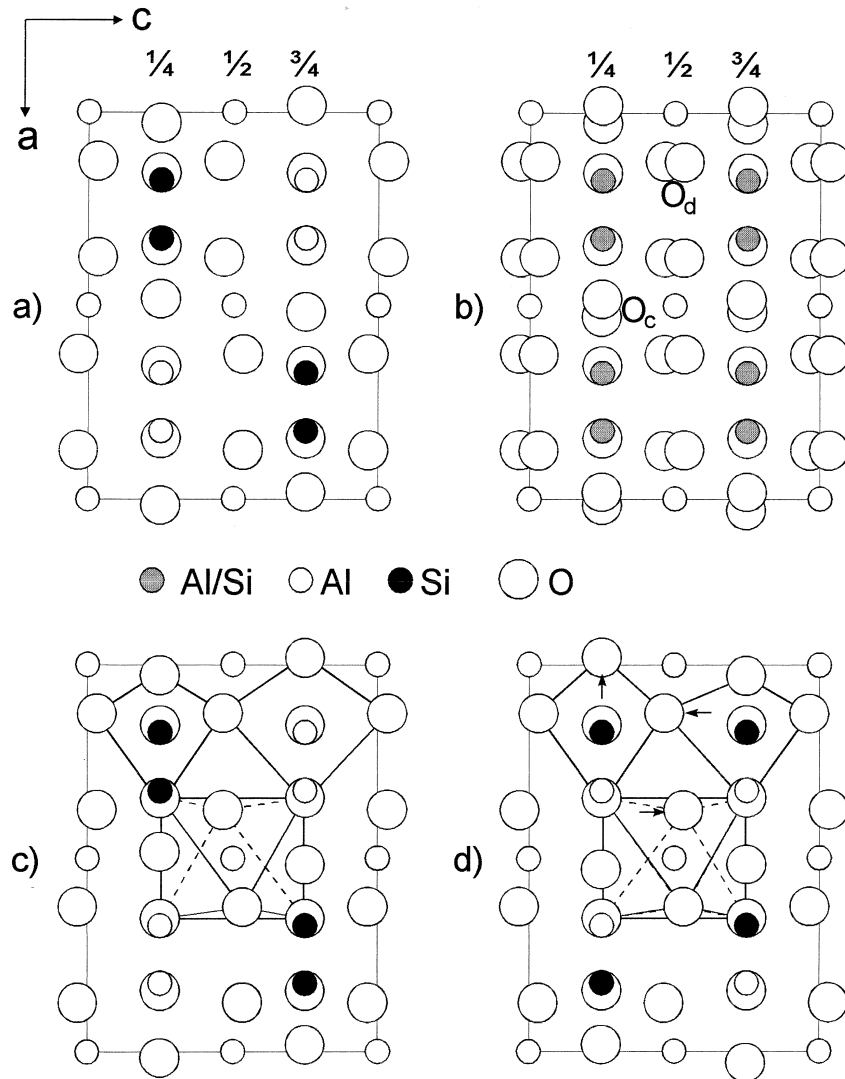 c
¼ ½ ¾
¼ ½ ¾
a
O_d
a)
b)
O_c
Al/Si Al Si O
c)
d)